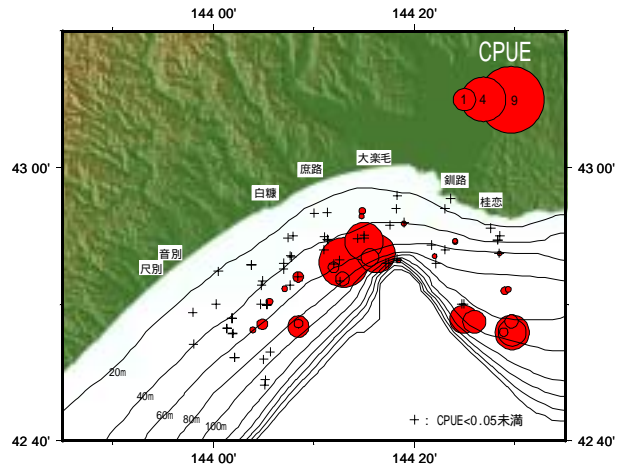 144 00' 144 20'
CPUE
1 4 9
43 00'
大楽毛
庶路
釧路
白糠
桂恋
音別
尺別
20m
40m
60m
80m
100m
+ : CPUE<0.05未満
42 40' 42 40'
144 00' 144 20'
43 00'